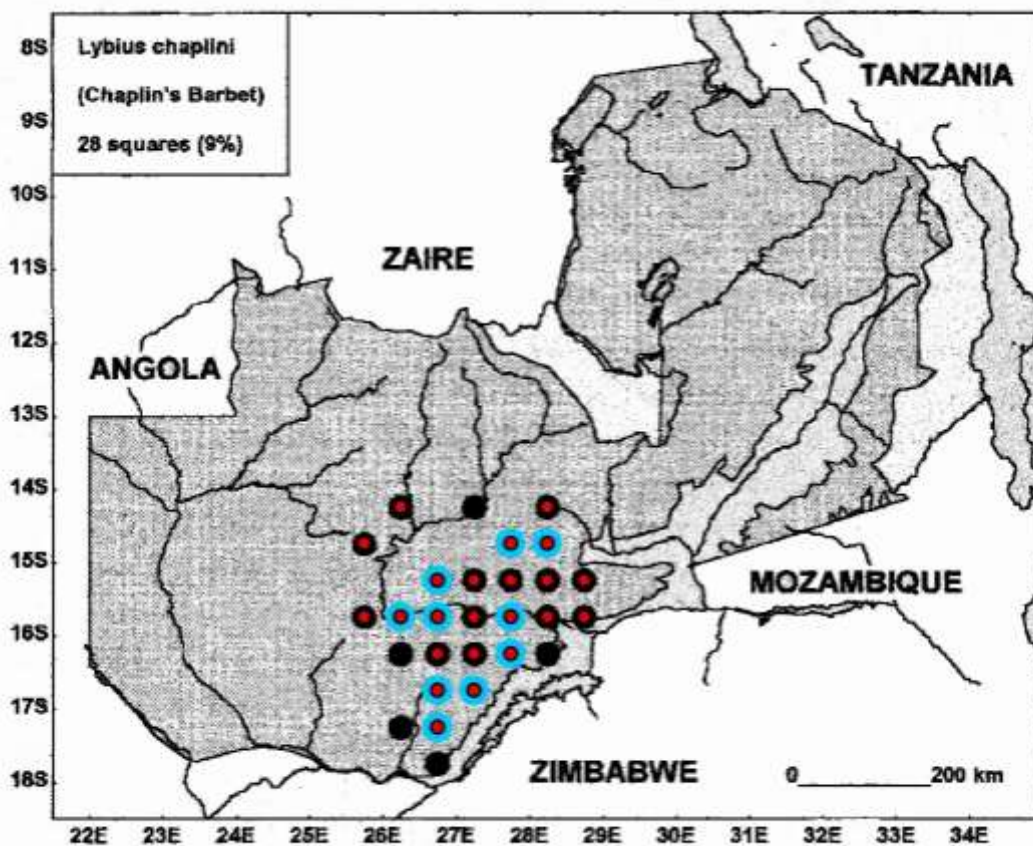 Lybius chaplini
(Chaplin's Barbet)
28 squares (9%)
TANZANIA
ZAIRE
ANGOLA
MOZAMBIQUE
ZIMBABWE
0 200 km
8S
9S
10S
11S
12S
13S
14S
15S
16S
17S
18S
22E 23E 24E 25E 26E 27E 28E 29E 30E 31E 32E 33E 34E